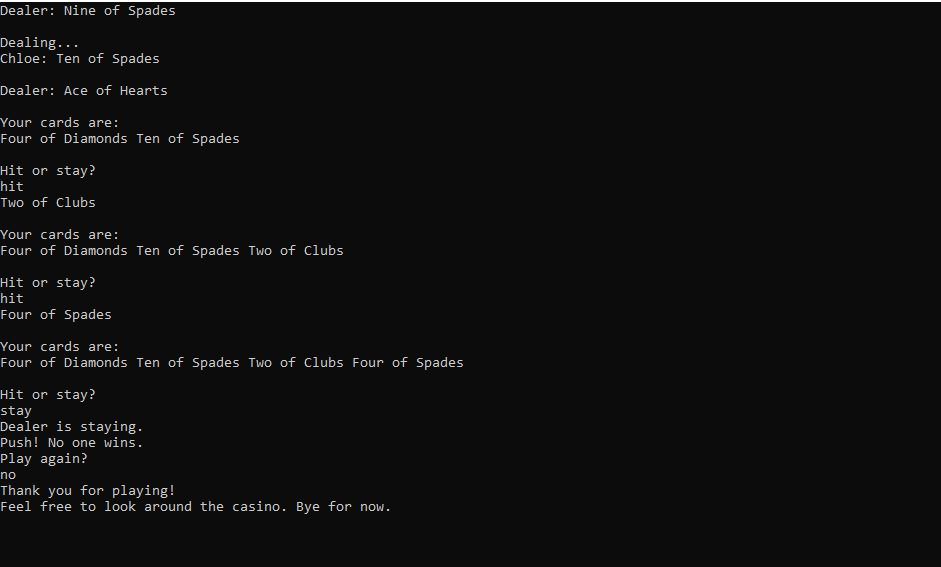 Dealer: Nine of Spades
Dealing...
Chloe: Ten of Spades
Dealer: Ace of Hearts
Your cards are:
Four of Diamonds Ten of Spades
Hit or stay?
hit
Two of Clubs
Your cards are:
Four of Diamonds Ten of Spades Two of Clubs
Hit or stay?
hit
Four of Spades
Your cards are:
Four of Diamonds Ten of Spades Two of Clubs Four of Spades
Hit or stay?
stay
Dealer is staying.
Push! No one wins.
Play again?
no
Thank you for playing!
Feel free to look around the casino. Bye for now.